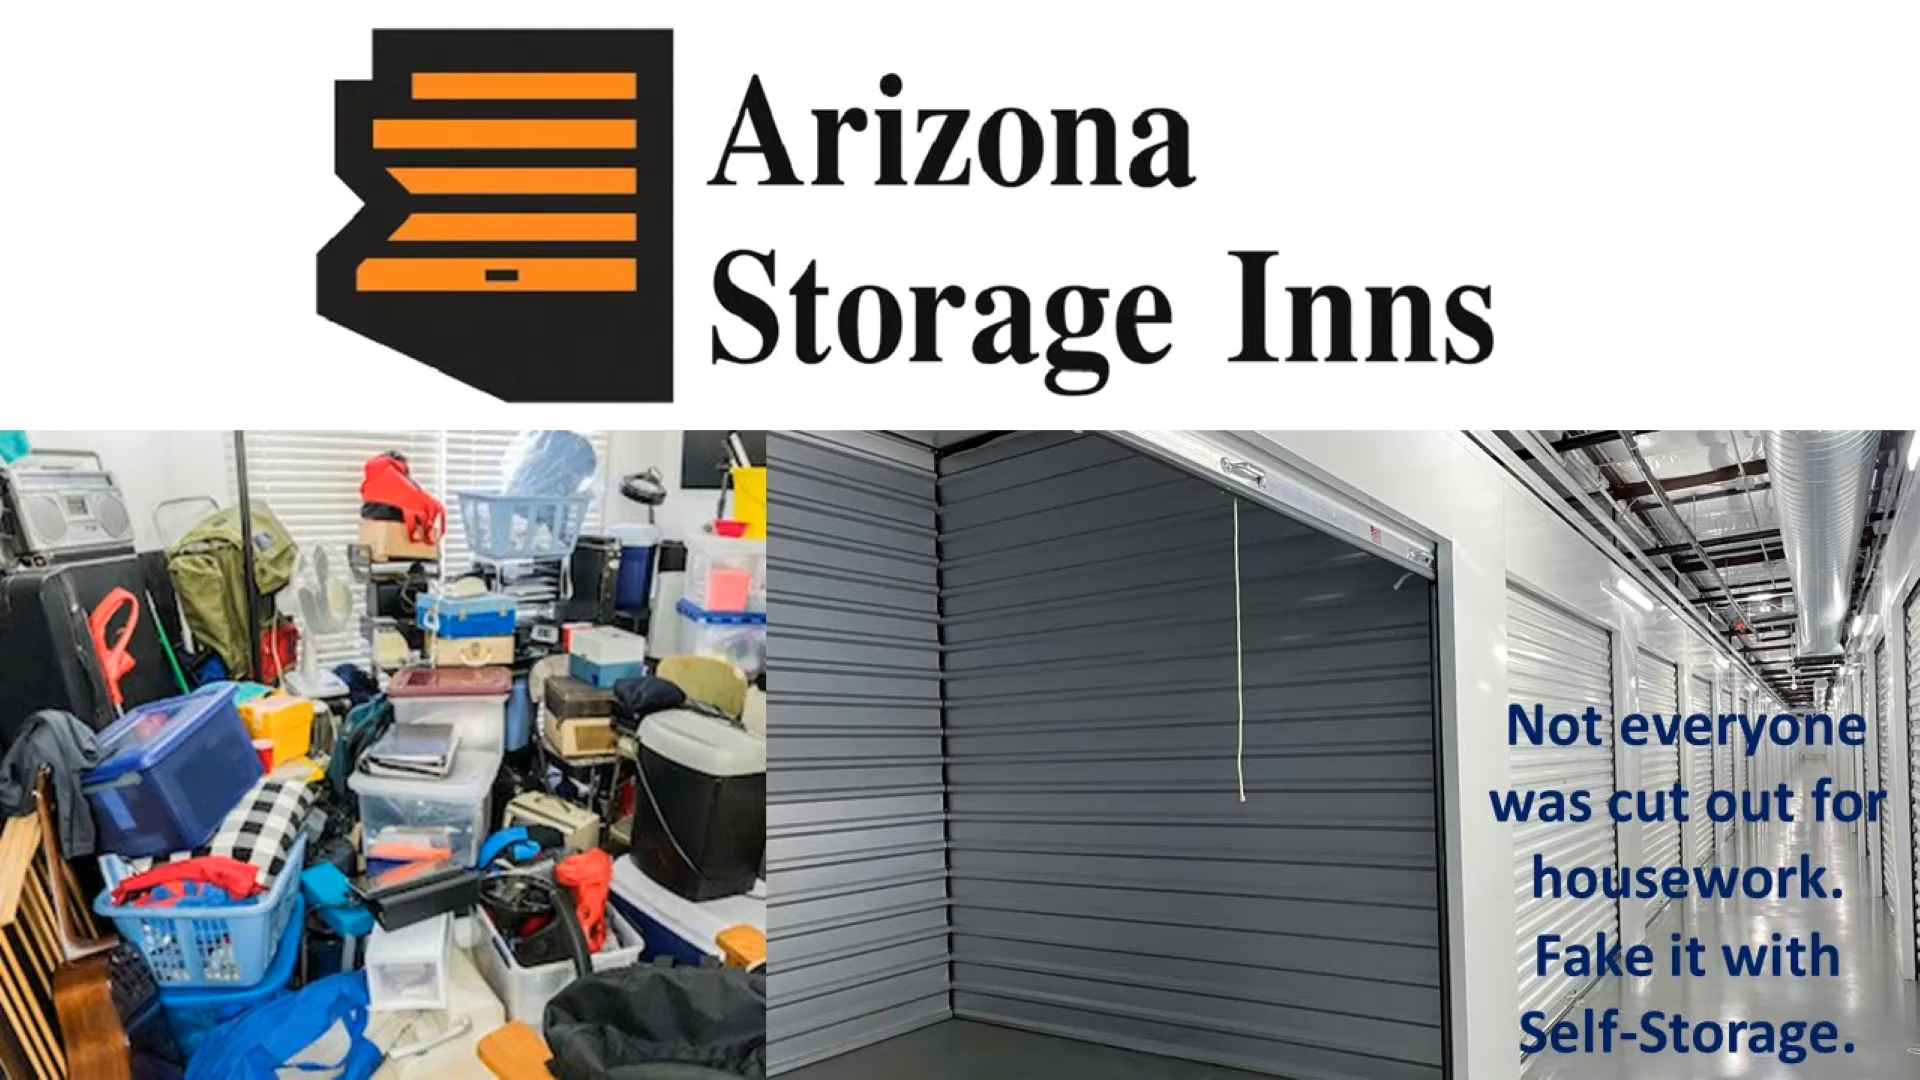 Arizona
Storage Inns
Not everyone
was cut out for
housework.
Fake it with
Self-Storage.